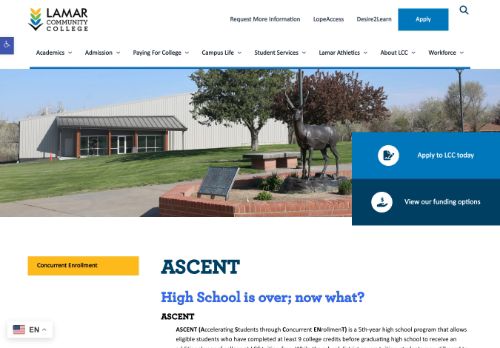 LAMAR
COMMUNITY
COLLEGE
Request More Information LopeAccess Desire2Learn Apply
Academics Admission Paying For College Campus Life Student Services Lamar Athletics About LCC Workforce
Apply to LCC today
View our funding options
Concurrent Enrollment
ASCENT
High School is over; now what?
ASCENT
ASCENT (Accelerating Students through Concurrent ENrollmenT) is a 5th-year high school program that allows
eligible students who have completed at least 9 college credits before graduating high school to receive an
EN